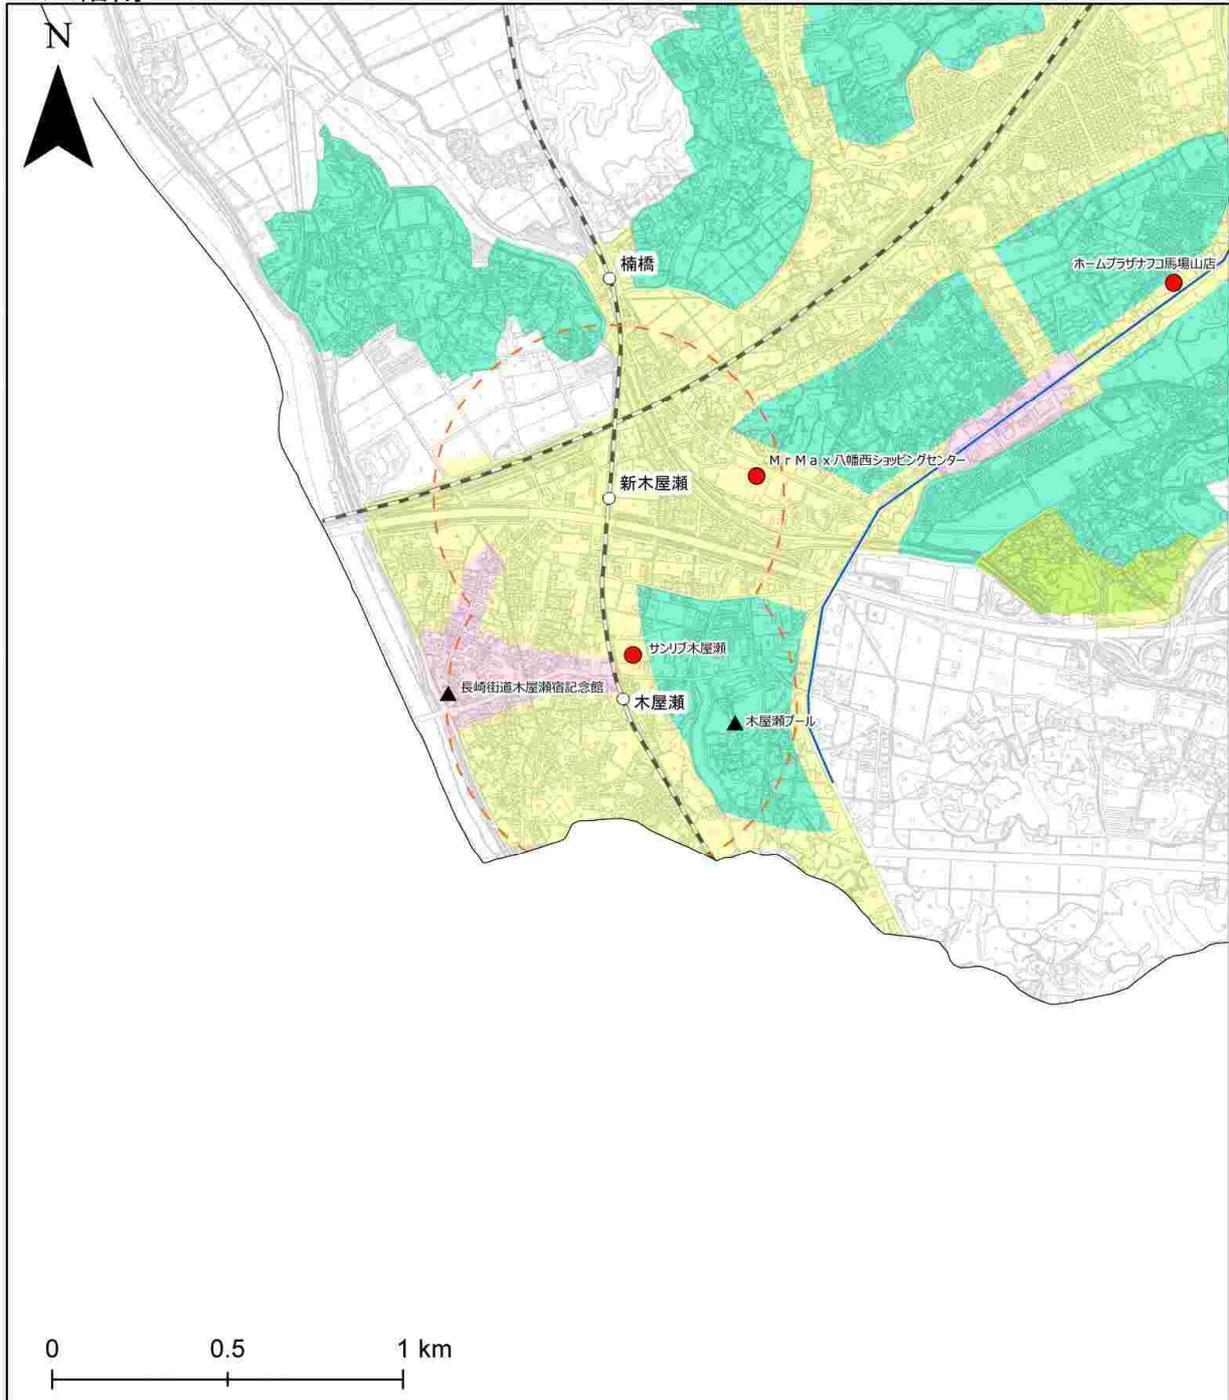 N
楠橋
ホームプラザナフコ馬場山店
ＭｒＭａｘ八幡西ショッピングセンター
新木屋瀬
サンリブ木屋瀬
長崎街道木屋瀬宿記念館
木屋瀬
木屋瀬プール
0 0.5 1 km